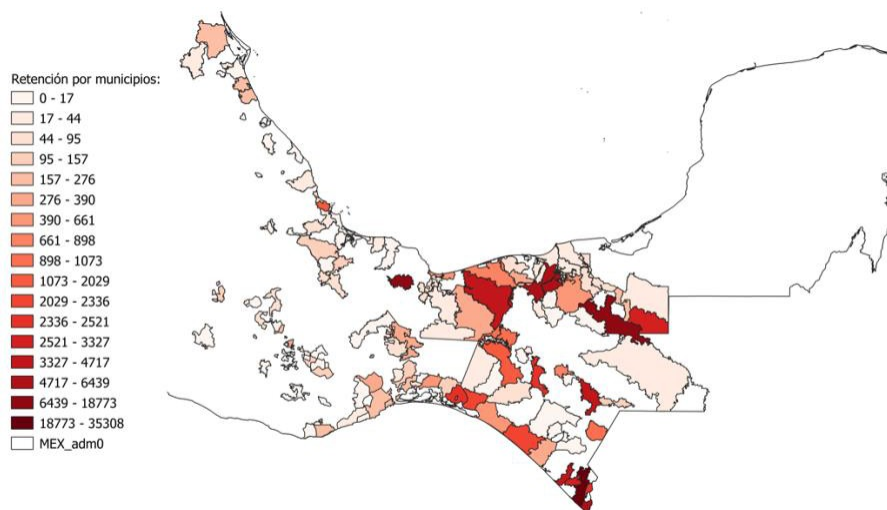 Retención por municipios:
0 - 17
17 - 44
44 - 95
95 - 157
157 - 276
276 - 390
390 - 661
661 - 898
898 - 1073
1073 - 2029
2029 - 2336
2336 - 2521
2521 - 3327
3327 - 4717
4717 - 6439
6439 - 18773
18773 - 35308
MEX_adm0